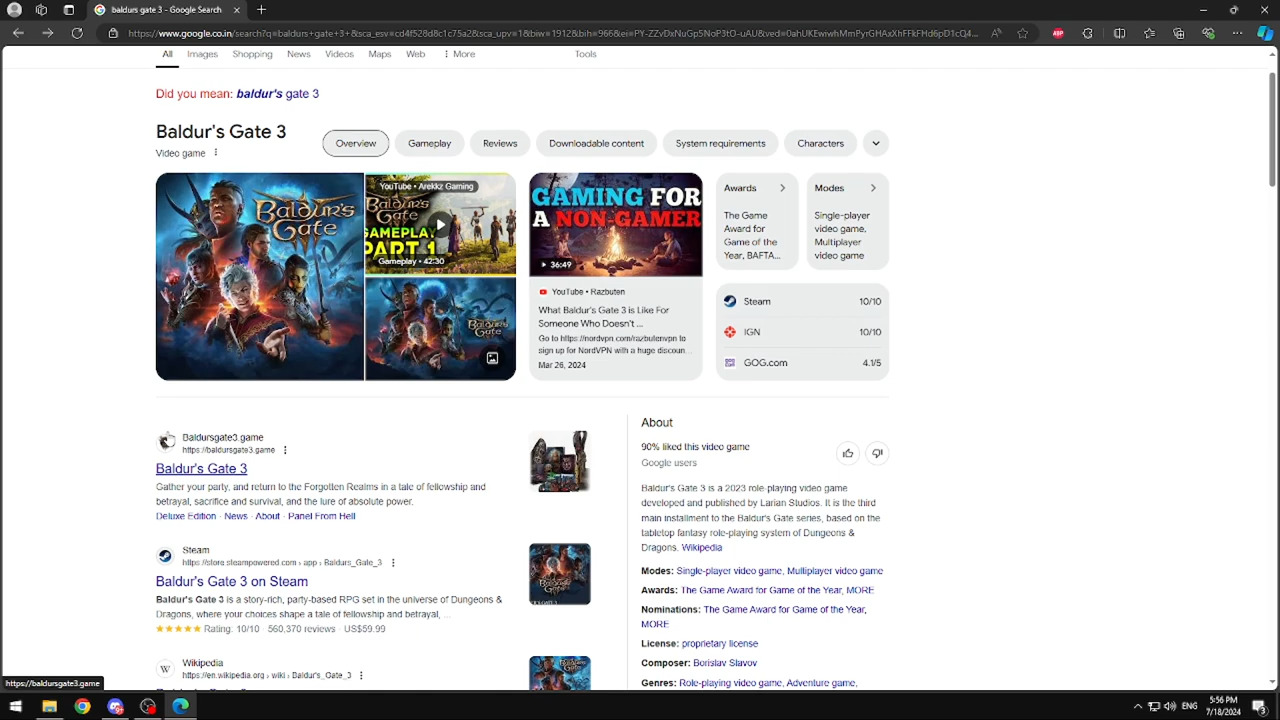 baldurs gate 3 - Google Search
https://www.google.co.in/search?q=baldurs+gate+3+&sca_esv=cd4f528d8c1c75a2&sca_upv=1&biw=1912&bih=966&ei=
All Images Shopping News Videos Maps Web More Tools
Did you mean: baldur's gate 3
Baldur's Gate 3
Video game
Overview Gameplay Reviews Downloadable content System requirements Characters
BALDUR'S GATE
YouTube • Arekkz Gaming
BALDUR'S GATE
GAMEPLAY
PART 1
Gameplay • 42:30
BALDUR'S GATE
GAMING FOR
A NON-GAMER
36:49
YouTube • Razbuten
What Baldur's Gate 3 is Like For
Someone Who Doesn't ...
Go to https://nordvpn.com/razbutenvpn to
sign up for NordVPN with a huge discoun...
Mar 26, 2024
Awards
The Game
Award for
Game of the
Year, BAFTA...
Modes
Single-player
video game,
Multiplayer
video game
Steam 10/10
IGN 10/10
GOG.com 4.1/5
Baldursgate3.game
https://baldursgate3.game
Baldur's Gate 3
Gather your party, and return to the Forgotten Realms in a tale of fellowship and
betrayal, sacrifice and survival, and the lure of absolute power.
Deluxe Edition · News · About · Panel From Hell
Steam
https://store.steampowered.com › app › Baldurs_Gate_3
Baldur's Gate 3 on Steam
Baldur's Gate 3 is a story-rich, party-based RPG set in the universe of Dungeons &
Dragons, where your choices shape a tale of fellowship and betrayal, ...
Rating: 10/10 · 560,370 reviews · US$59.99
Wikipedia
https://en.wikipedia.org › wiki › Baldur's_Gate_3
About
90% liked this video game
Google users
Baldur's Gate 3 is a 2023 role-playing video game
developed and published by Larian Studios. It is the third
main installment to the Baldur's Gate series, based on the
tabletop fantasy role-playing system of Dungeons &
Dragons. Wikipedia
Modes: Single-player video game, Multiplayer video game
Awards: The Game Award for Game of the Year, MORE
Nominations: The Game Award for Game of the Year,
MORE
License: proprietary license
Composer: Borislav Slavov
Genres: Role-playing video game, Adventure game,
https://baldursgate3.game
ENG
5:56 PM
7/18/2024
3